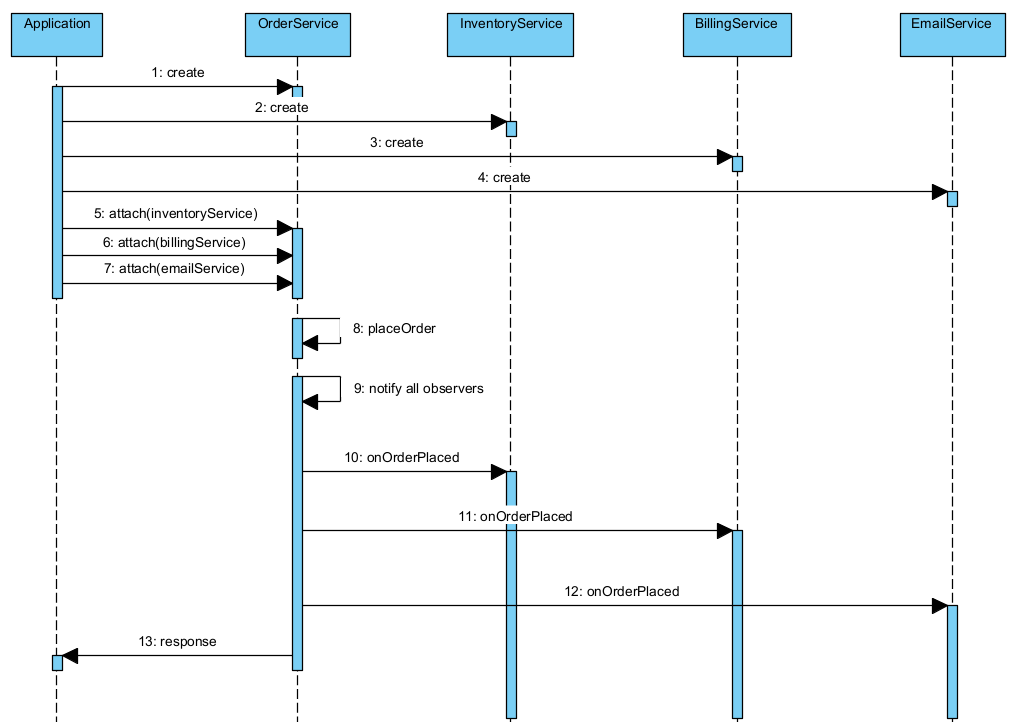 Application
OrderService
InventoryService
BillingService
EmailService
1: create
2: create
3: create
4: create
5: attach(inventoryService)
6: attach(billingService)
7: attach(emailService)
8: placeOrder
9: notify all observers
10: onOrderPlaced
11: onOrderPlaced
12: onOrderPlaced
13: response